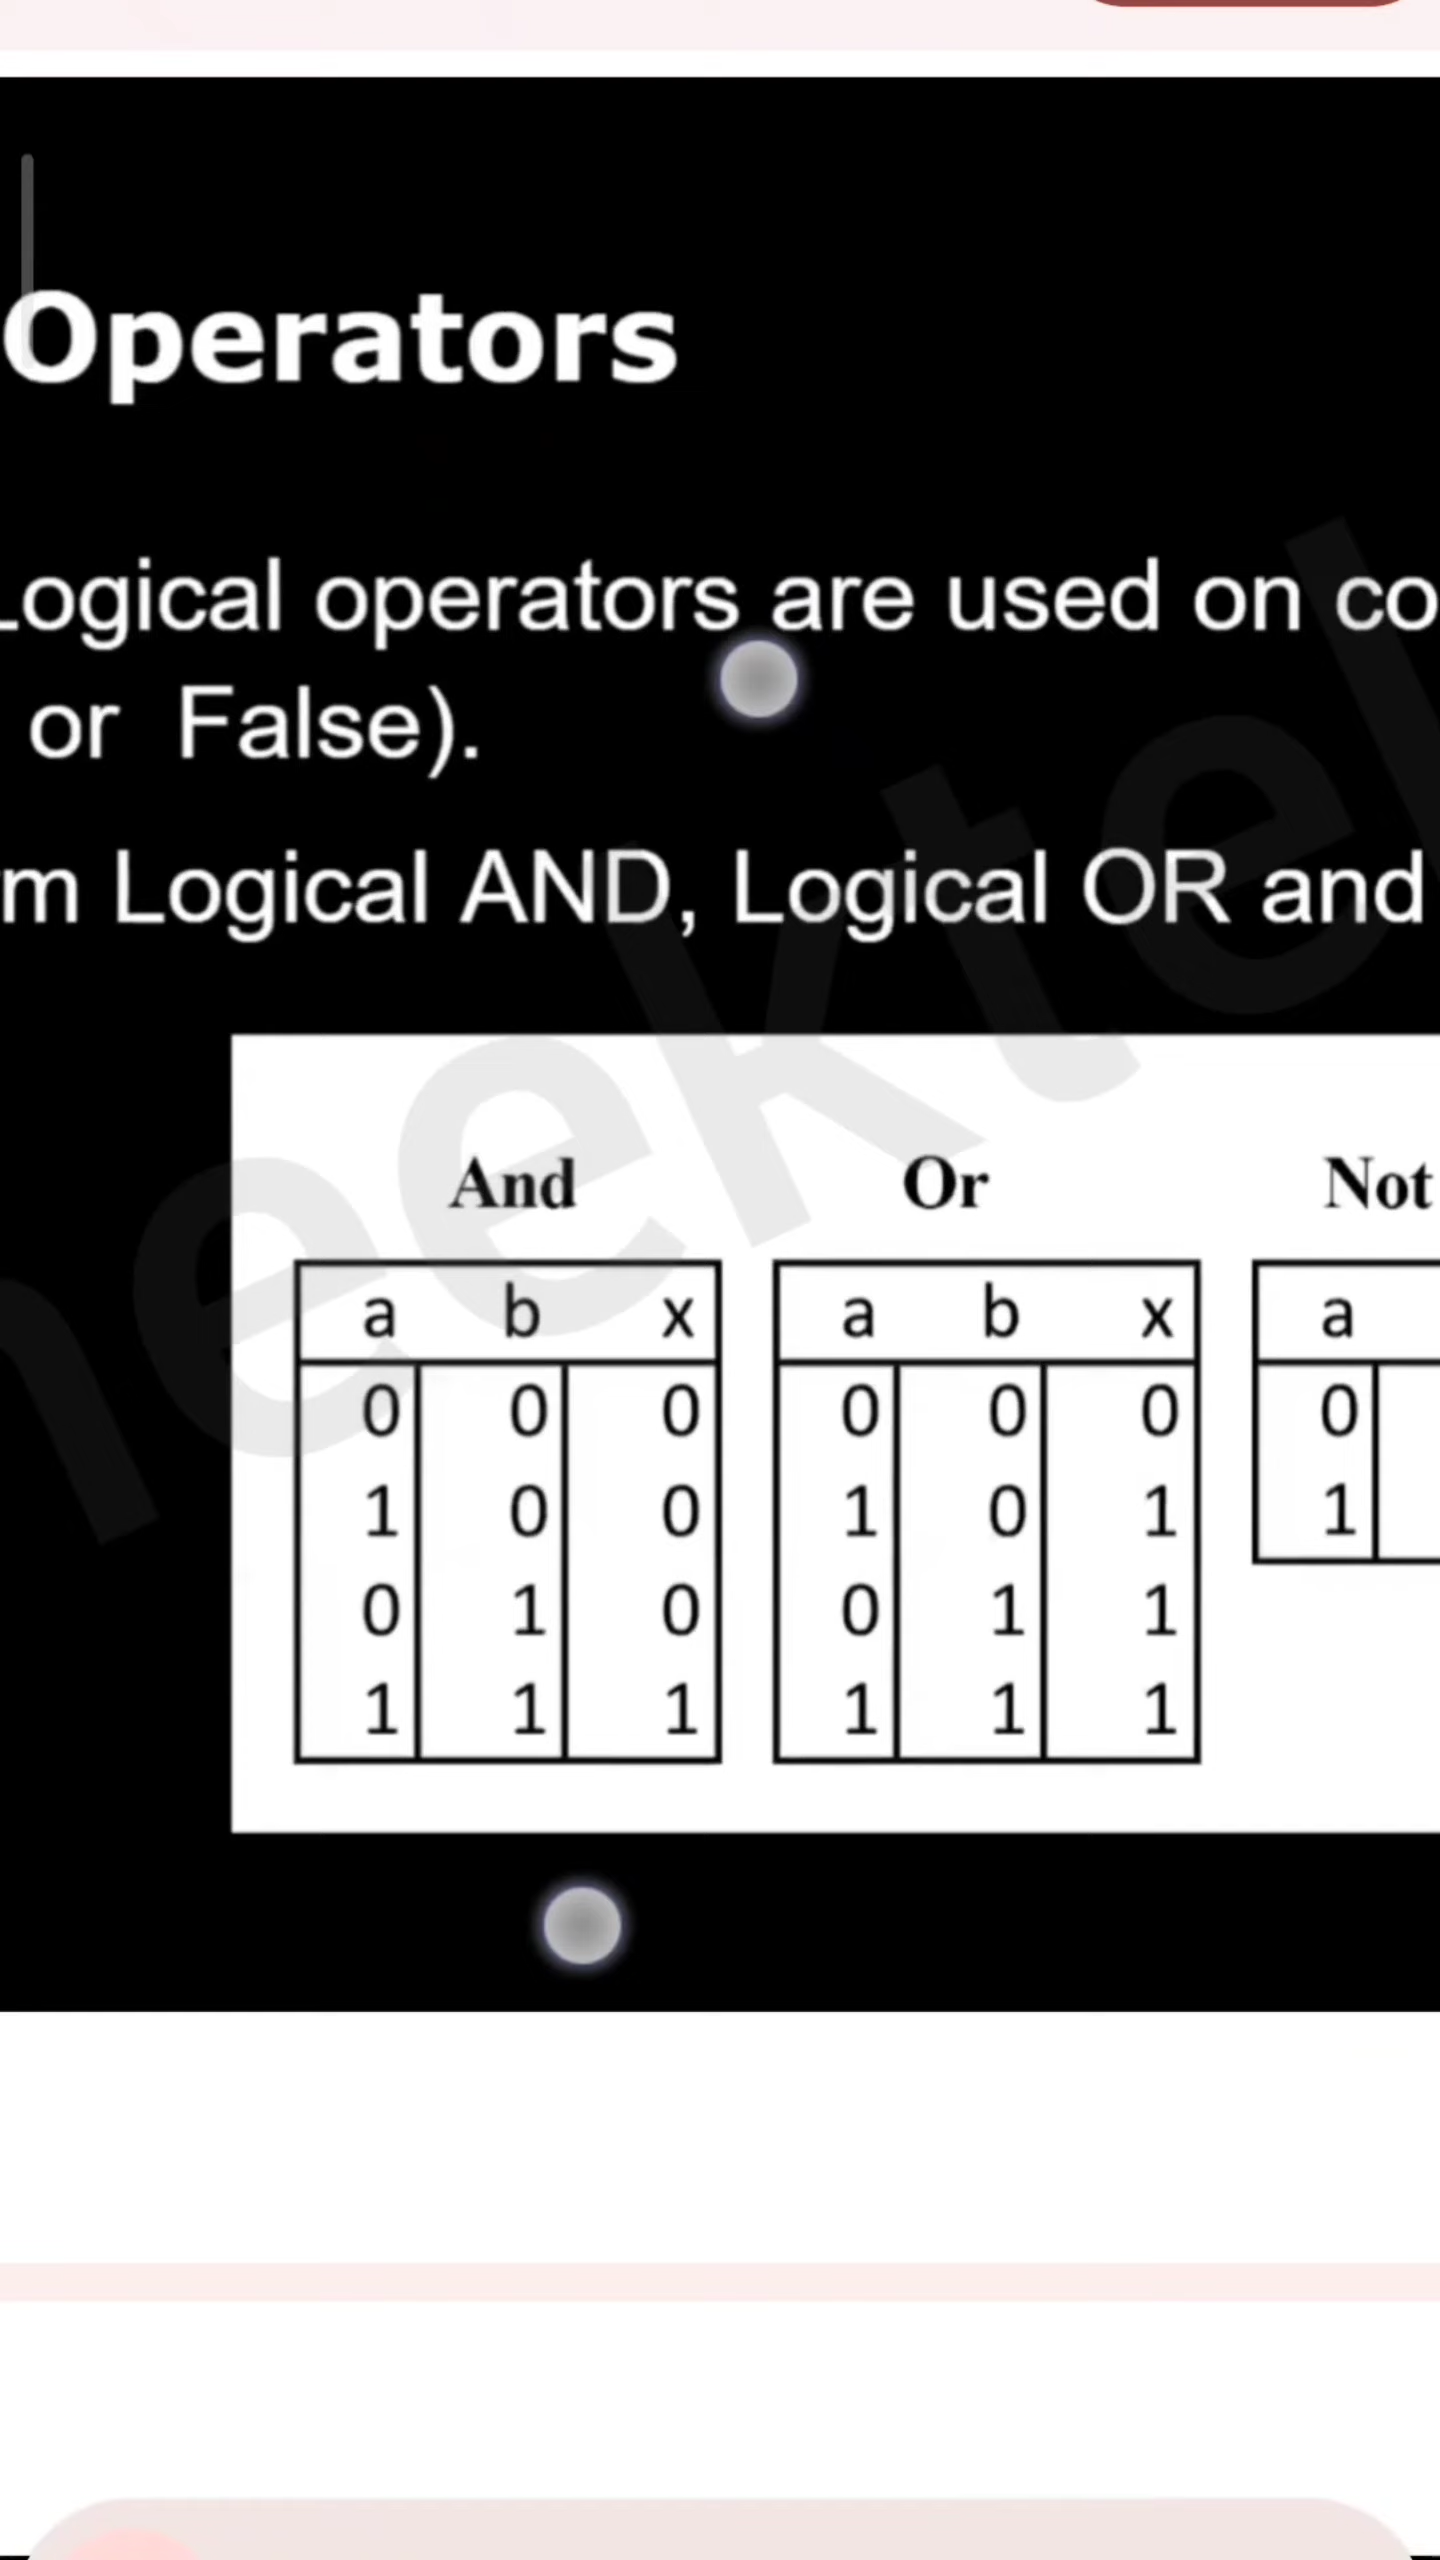 Operators
Logical operators are used on co
or False).
m Logical AND, Logical OR and
And Or Not
a b x a b x a
0 0 0 0 0 0 0
1 0 0 1 0 1 1
0 1 0 0 1 1
1 1 1 1 1 1
neektel